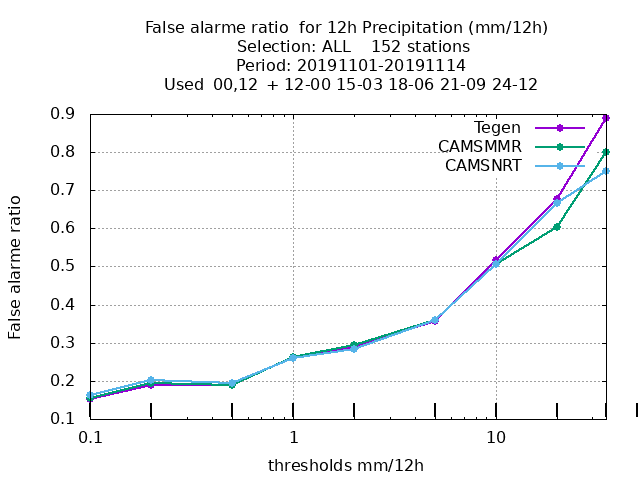 False alarme ratio  for 12h Precipitation (mm/12h)
Selection: ALL    152 stations
Period: 20191101-20191114
Used  00,12  + 12-00 15-03 18-06 21-09 24-12
Tegen
CAMSMMR
CAMSNRT
False alarme ratio
0.9
0.8
0.7
0.6
0.5
0.4
0.3
0.2
0.1
0.1
1
10
thresholds mm/12h